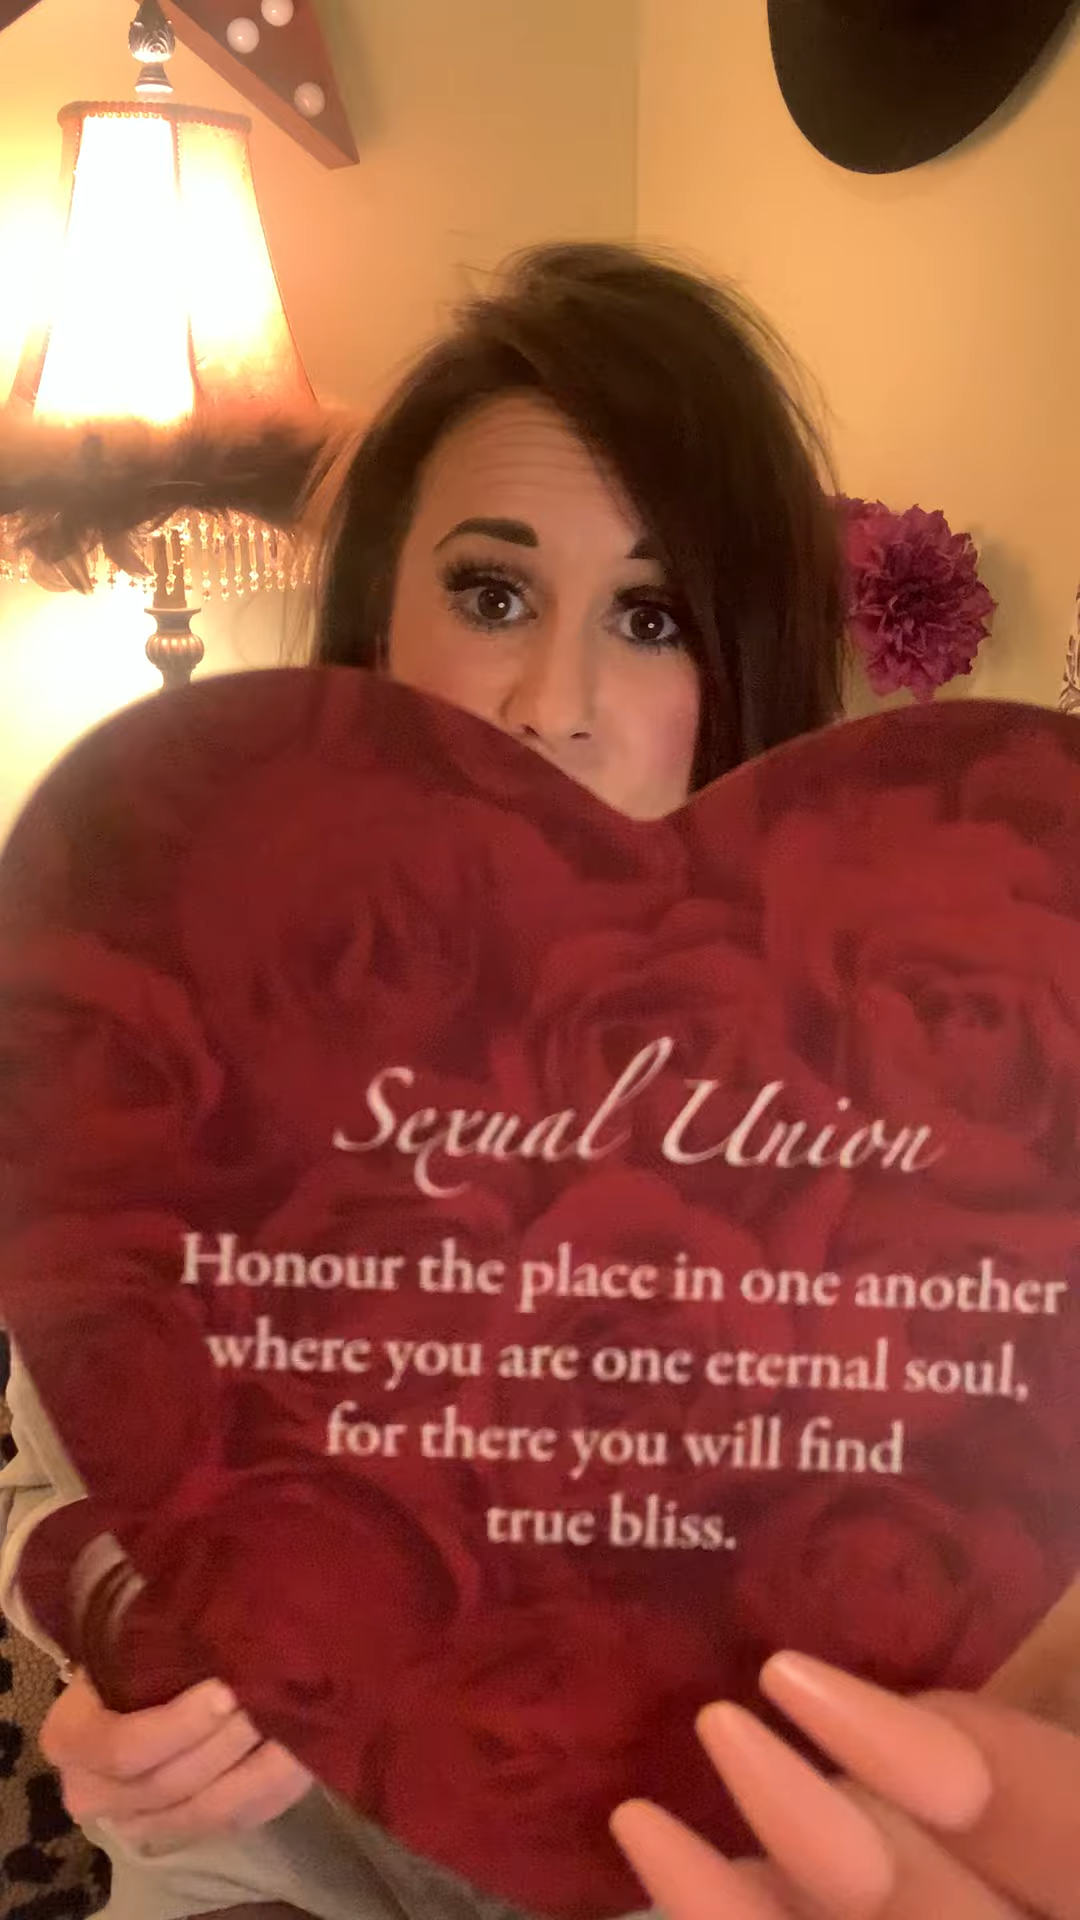 Sexual Union
Honour the place in one another
where you are one eternal soul,
for there you will find
true bliss.